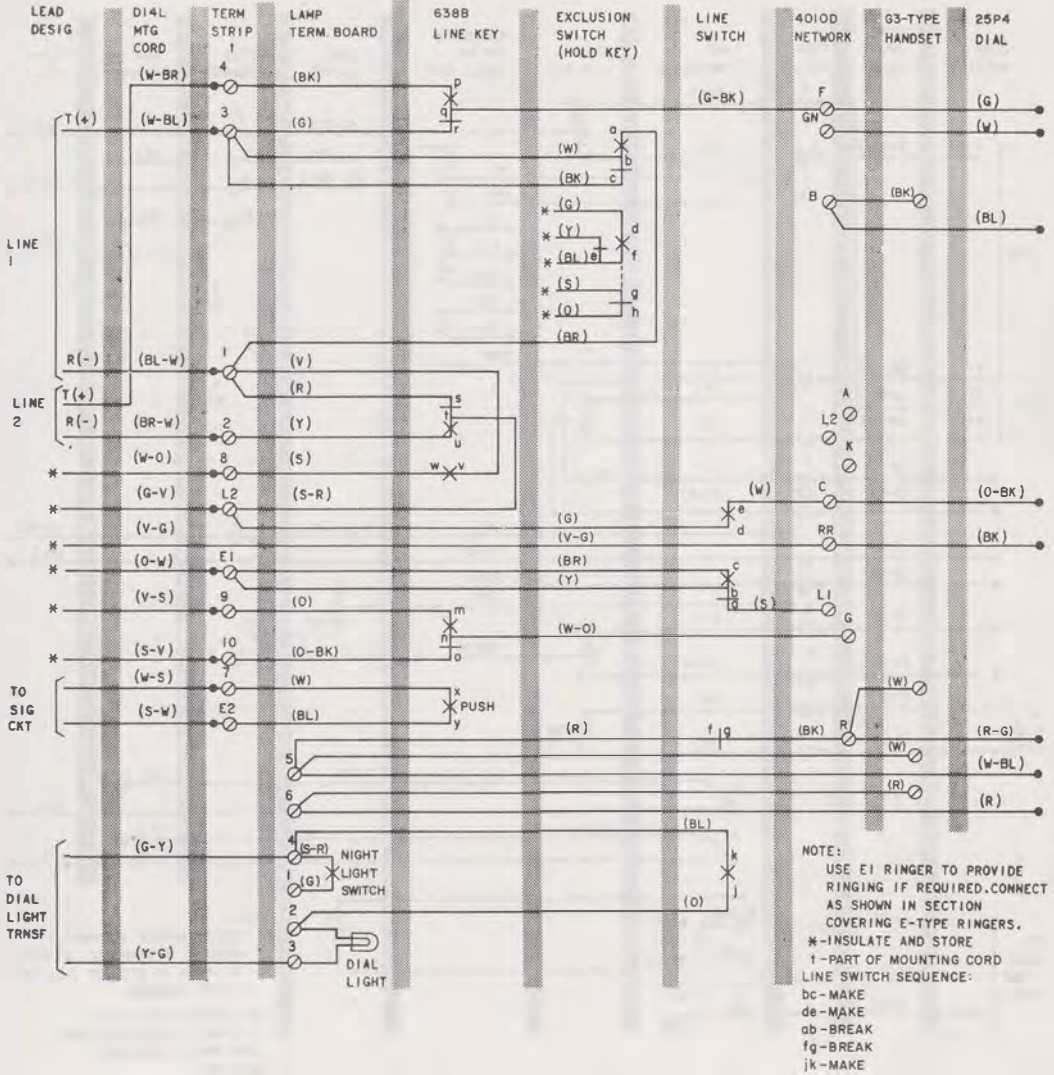 LEAD DESIG
D14L MTG CORD
TERM STRIP †
LAMP TERM. BOARD
638B LINE KEY
EXCLUSION SWITCH (HOLD KEY)
LINE SWITCH
4010D NETWORK
G3-TYPE HANDSET
25P4 DIAL
(W-BR) 4 (BK) p
(G-BK) F (G)
q
T(+) (W-BL) 3 (G) r a GN (W)
(W) b
(BK) c
B (BK) (BL)
* (G) d
* (Y) f
* (BL) e
* (S) g
* (O) h
LINE 1
(BR)
R(-) (BL-W) 1 (V)
(R) s
LINE 2
T(+) t
R(-) (BR-W) 2 (Y) u
A
L2
K
* (W-O) 8 (S) w v
* (G-V) L2 (S-R) (W) C (O-BK)
e
(G) d
* (V-G) (V-G) RR (BK)
* (O-W) E1 (BR) c
(Y) b
a (S) L1
* (V-S) 9 (O) m
n (W-O) G
* (S-V) 10 (O-BK) o
TO SIG CKT
(W-S) 7 (W) x (W)
PUSH
(S-W) E2 (BL) y
(R) f g (BK) R (R-G)
5 (W) (W-BL)
6 (R) (R)
(BL)
TO DIAL LIGHT TRNSF
(G-Y) 4 (S-R) NIGHT LIGHT SWITCH k
1 (G) j
2 (O)
(Y-G) 3 DIAL LIGHT
NOTE:
USE E1 RINGER TO PROVIDE
RINGING IF REQUIRED.CONNECT
AS SHOWN IN SECTION
COVERING E-TYPE RINGERS.
*-INSULATE AND STORE
†-PART OF MOUNTING CORD
LINE SWITCH SEQUENCE:
bc-MAKE
de-MAKE
ab-BREAK
fg-BREAK
jk-MAKE